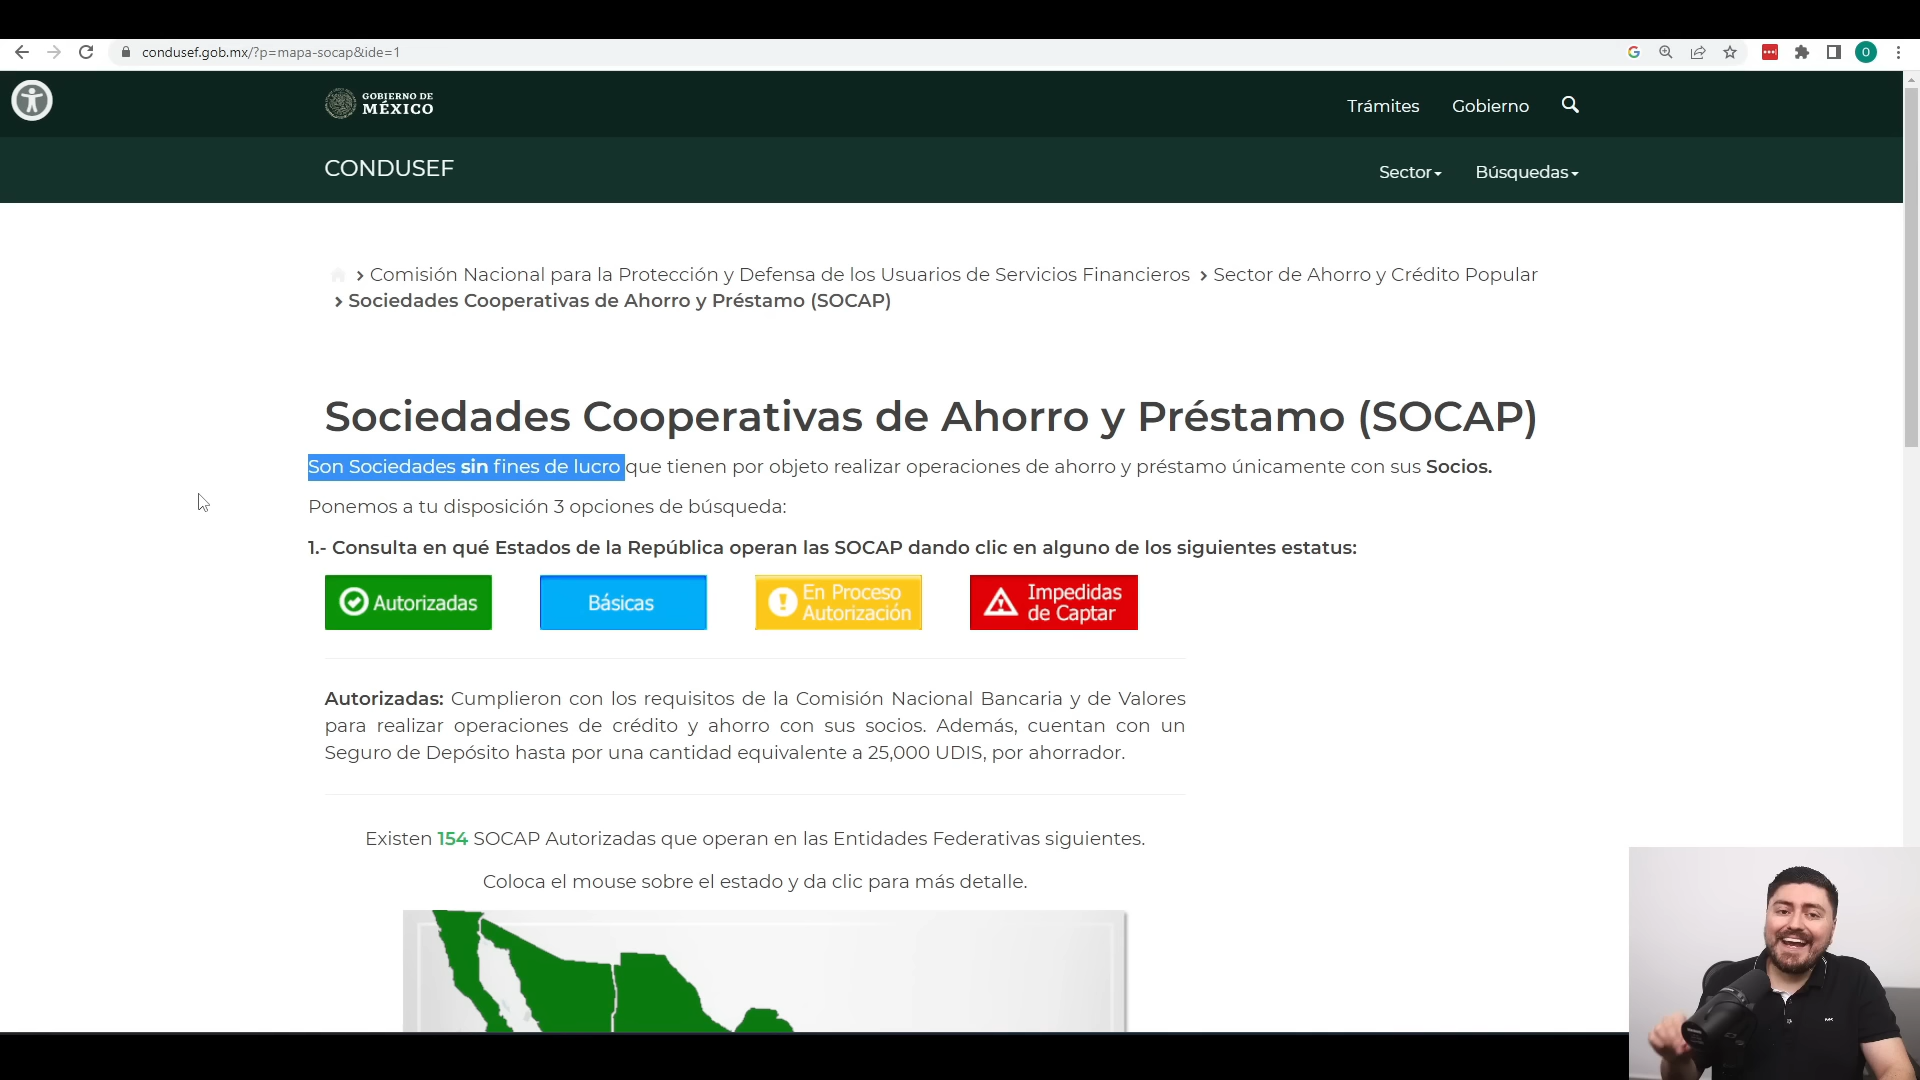 condusef.gob.mx/?p=mapa-socap&ide=1
O
GOBIERNO DE
MÉXICO
Trámites Gobierno
CONDUSEF
Sector Búsquedas
> Comisión Nacional para la Protección y Defensa de los Usuarios de Servicios Financieros > Sector de Ahorro y Crédito Popular
> Sociedades Cooperativas de Ahorro y Préstamo (SOCAP)
Sociedades Cooperativas de Ahorro y Préstamo (SOCAP)
Son Sociedades sin fines de lucro que tienen por objeto realizar operaciones de ahorro y préstamo únicamente con sus Socios.
Ponemos a tu disposición 3 opciones de búsqueda:
1.- Consulta en qué Estados de la República operan las SOCAP dando clic en alguno de los siguientes estatus:
Autorizadas
Básicas
En Proceso
Autorización
Impedidas
de Captar
Autorizadas: Cumplieron con los requisitos de la Comisión Nacional Bancaria y de Valores
para realizar operaciones de crédito y ahorro con sus socios. Además, cuentan con un
Seguro de Depósito hasta por una cantidad equivalente a 25,000 UDIS, por ahorrador.
Existen 154 SOCAP Autorizadas que operan en las Entidades Federativas siguientes.
Coloca el mouse sobre el estado y da clic para más detalle.